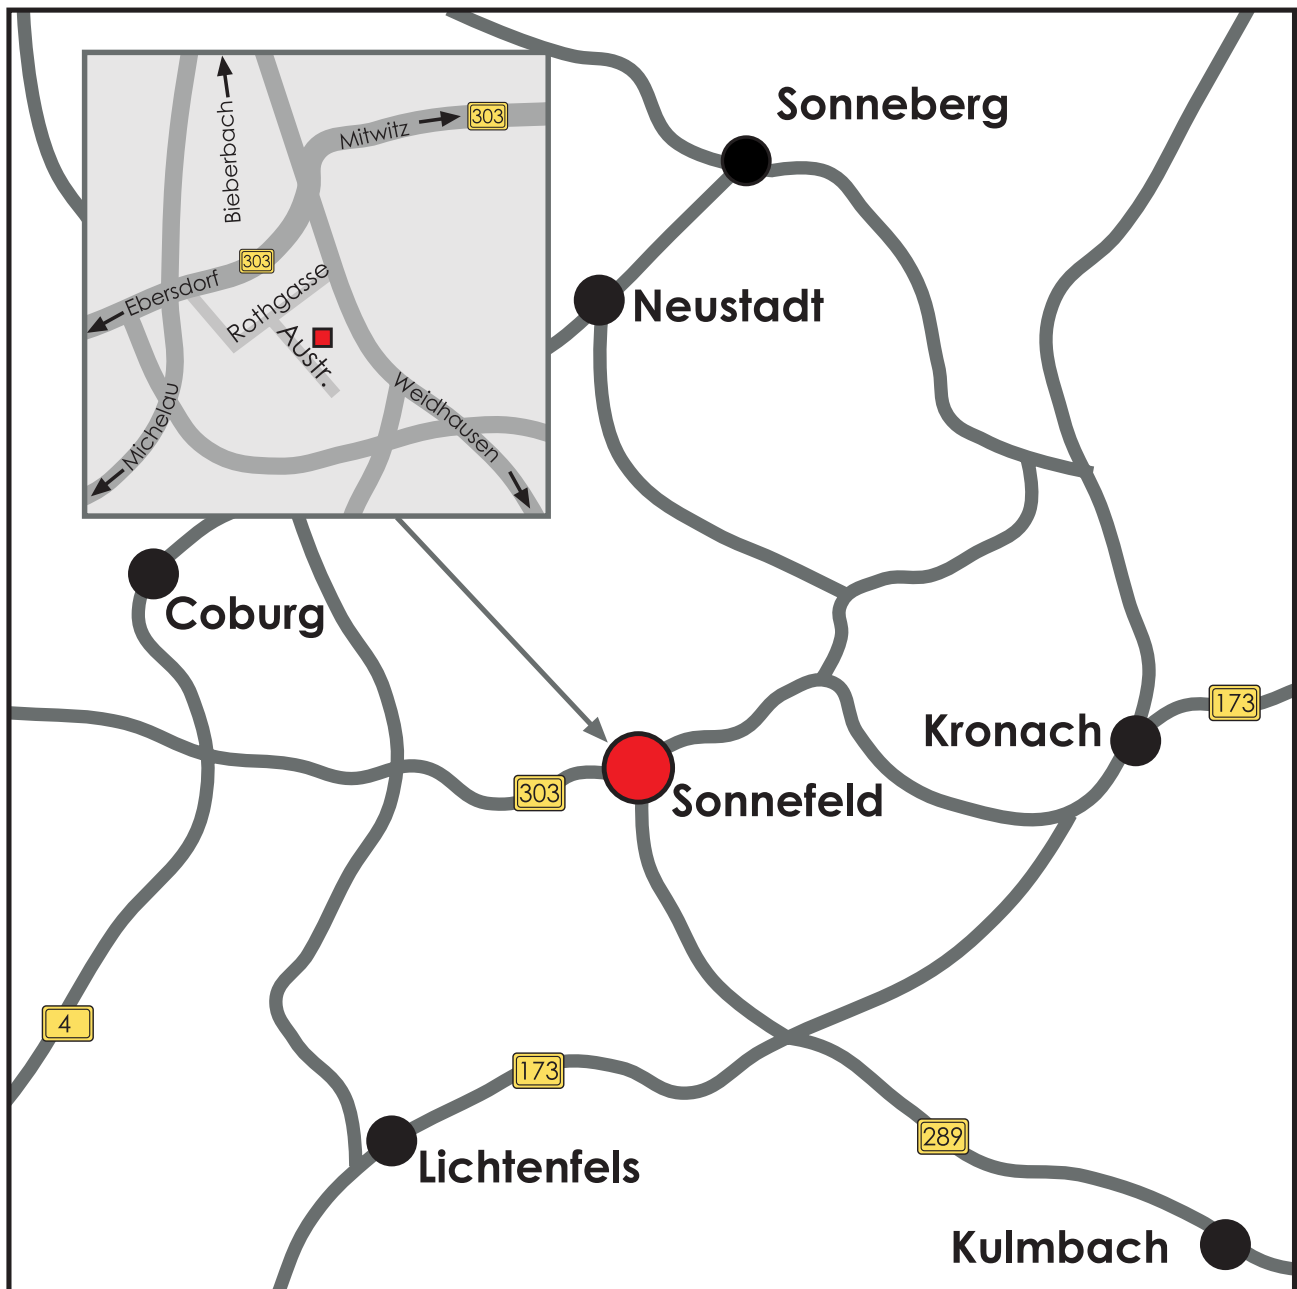 Sonneberg
303
Mitwitz
Bieberbach
303
Ebersdorf
Rothgasse
Austr.
Neustadt
Michelau
Weidhausen
Coburg
173
Kronach
303
Sonnefeld
4
173
289
Lichtenfels
Kulmbach